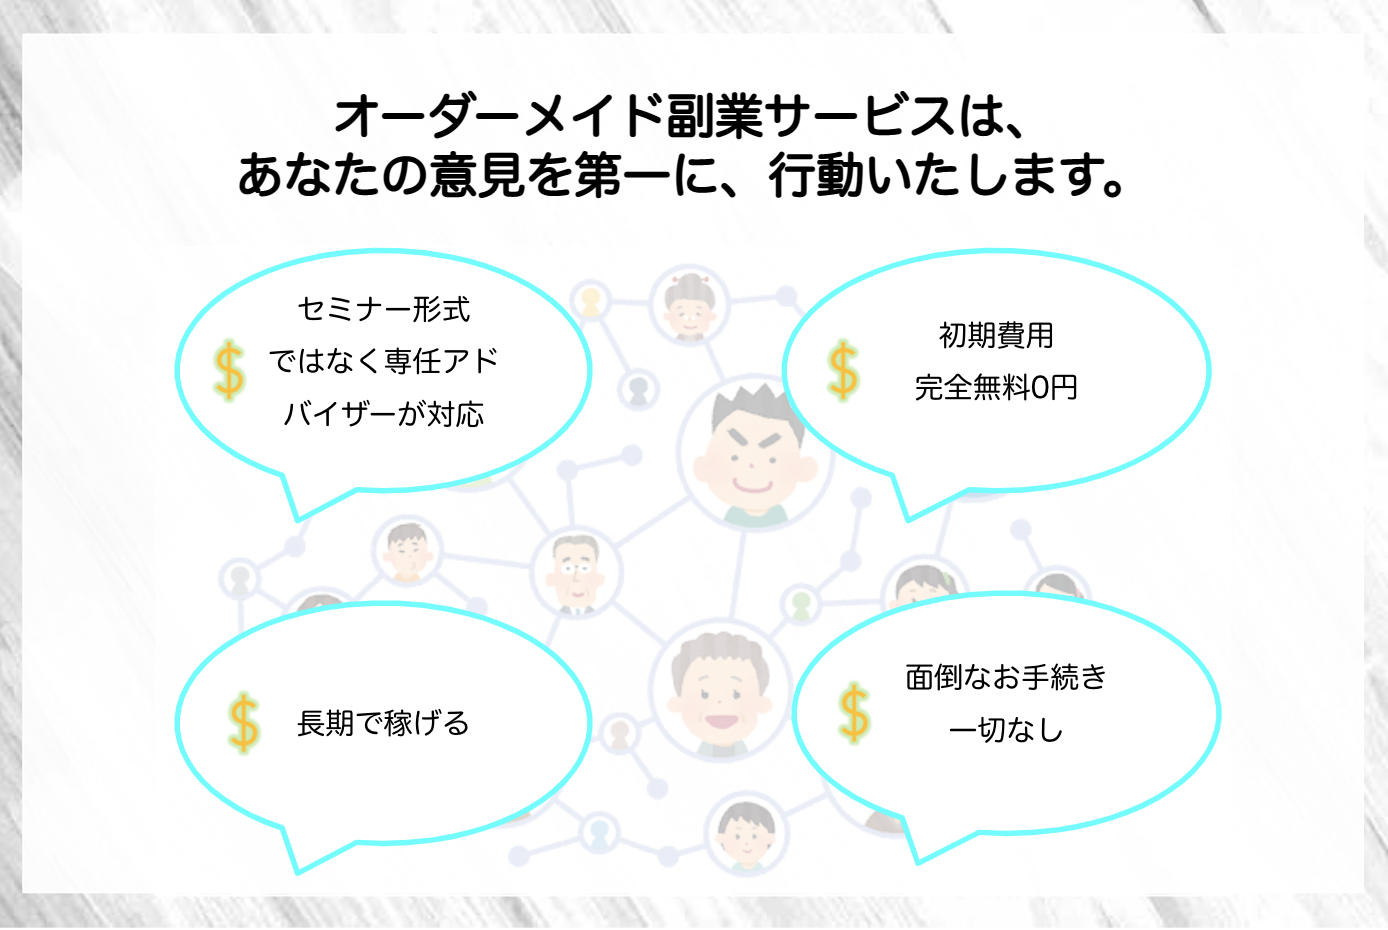 オーダーメイド副業サービスは、
あなたの意見を第一に、行動いたします。
セミナー形式
ではなく専任アド
バイザーが対応
初期費用
完全無料0円
長期で稼げる
面倒なお手続き
一切なし
$
$
$
$